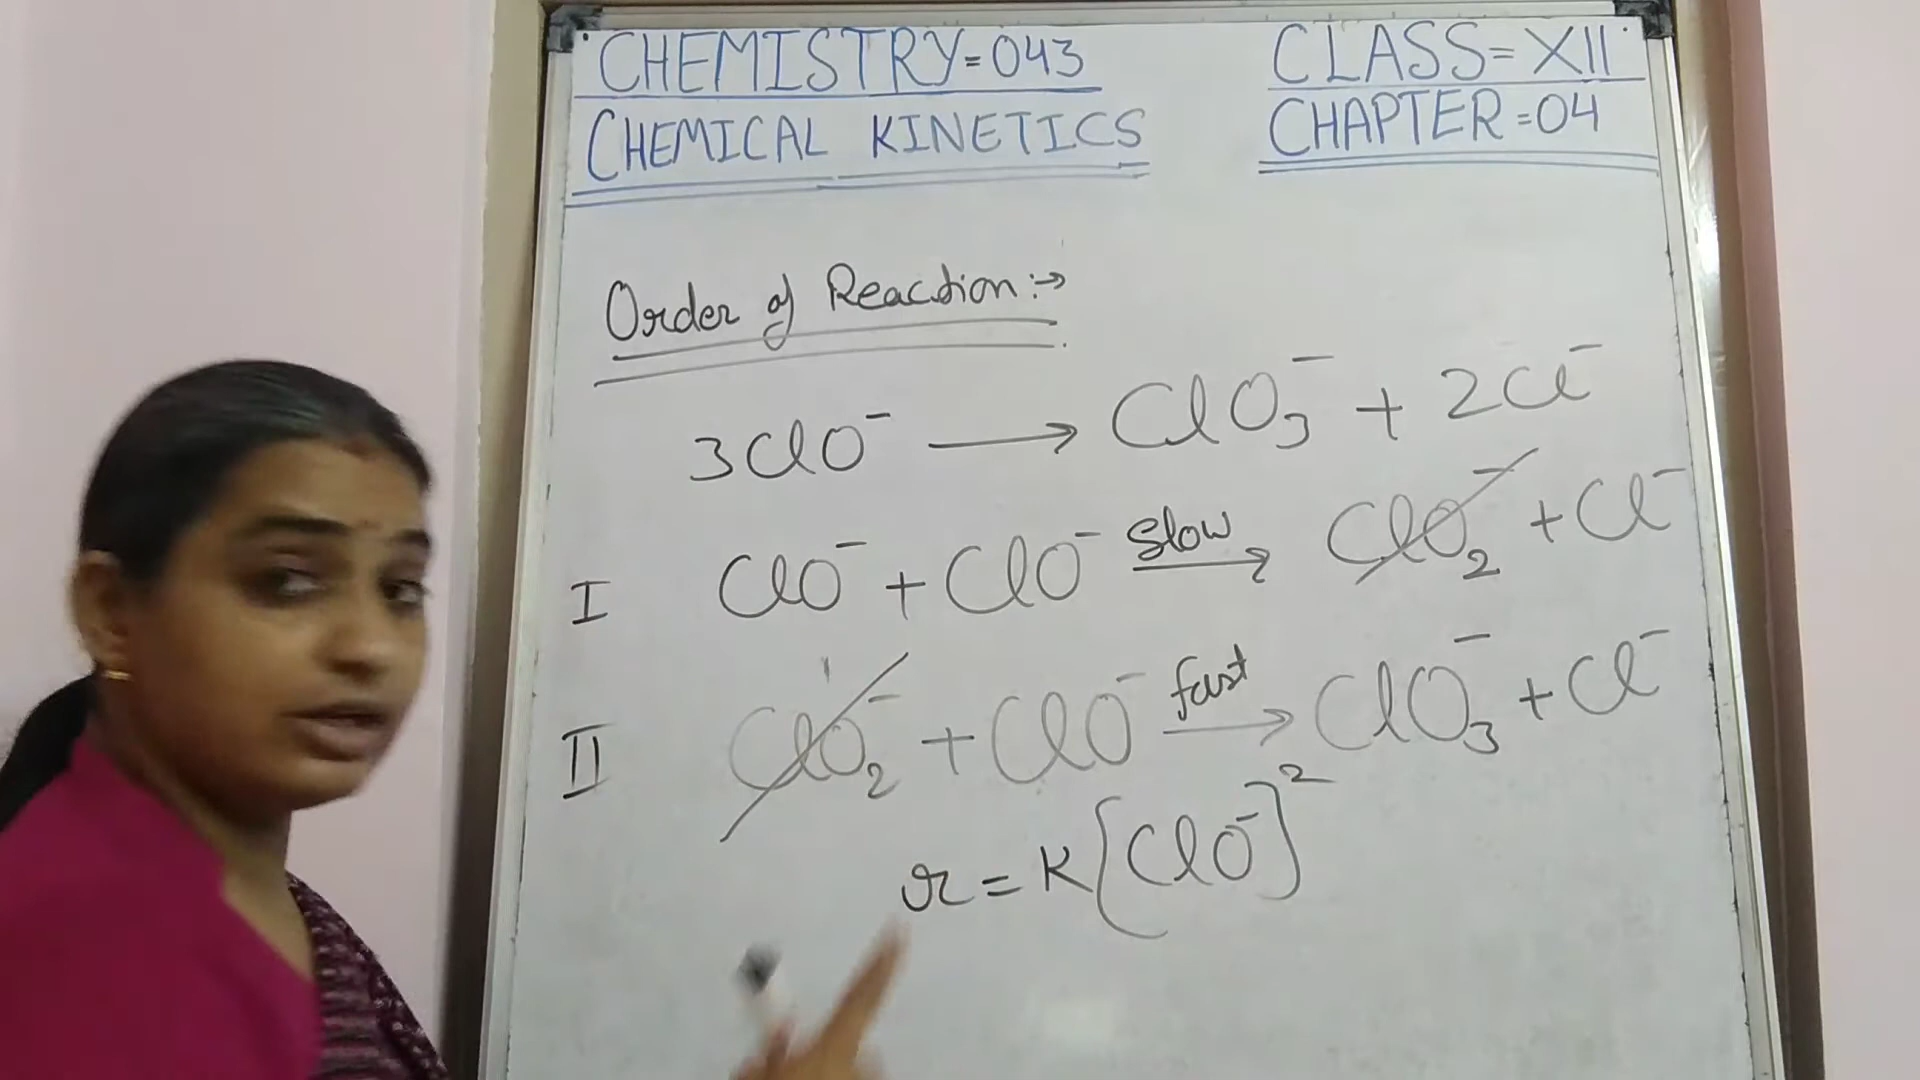 CHEMISTRY=043 CLASS=XII
CHEMICAL KINETICS CHAPTER=04
Order of Reaction:→
3ClO⁻ → ClO₃⁻ + 2Cl⁻
I ClO⁻ + ClO⁻ slow → ClO₂⁻ + Cl⁻
II ClO₂⁻ + ClO⁻ fast → ClO₃⁻ + Cl⁻
r = K[ClO⁻]²